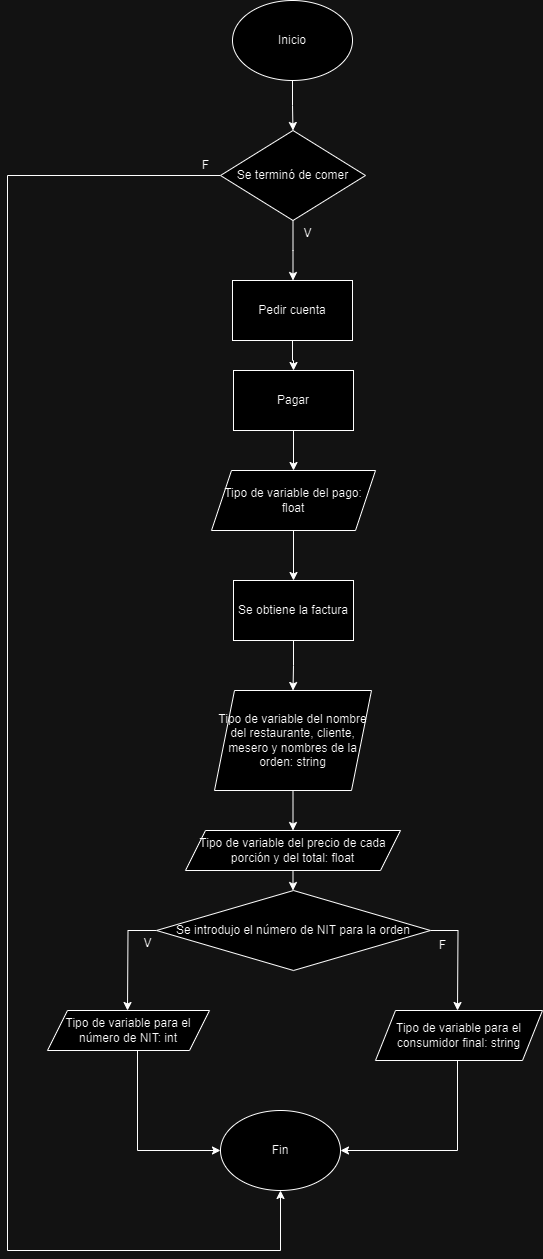 Inicio
F
Se terminó de comer
V
Pedir cuenta
Pagar
Tipo de variable del pago:
float
Se obtiene la factura
Tipo de variable del nombre
del restaurante, cliente,
mesero y nombres de la
orden: string
Tipo de variable del precio de cada
porción y del total: float
Se introdujo el número de NIT para la orden
V
F
Tipo de variable para el
número de NIT: int
Tipo de variable para el
consumidor final: string
Fin